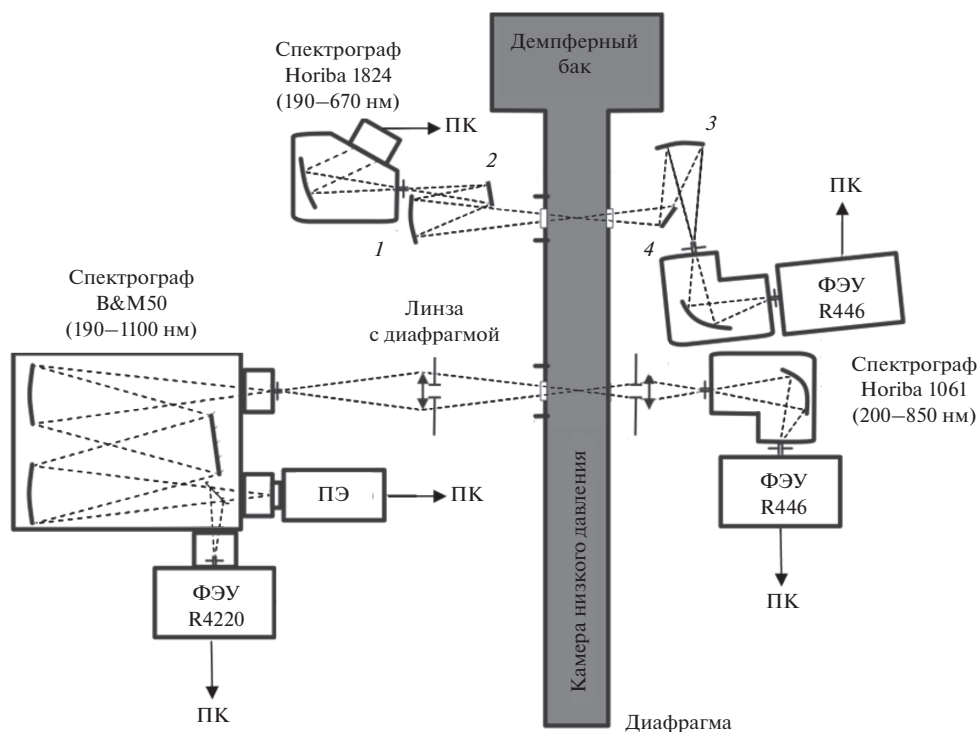 Демпферный
бак
Спектрограф
Horiba 1824
(190–670 нм)
ПК
1
2
3
4
ПК
ФЭУ
R446
Спектрограф
B&M50
(190–1100 нм)
Линза
с диафрагмой
Спектрограф
Horiba 1061
(200–850 нм)
ПЭ
ПК
ФЭУ
R446
ПК
ФЭУ
R4220
ПК
Камера низкого давления
Диафрагма